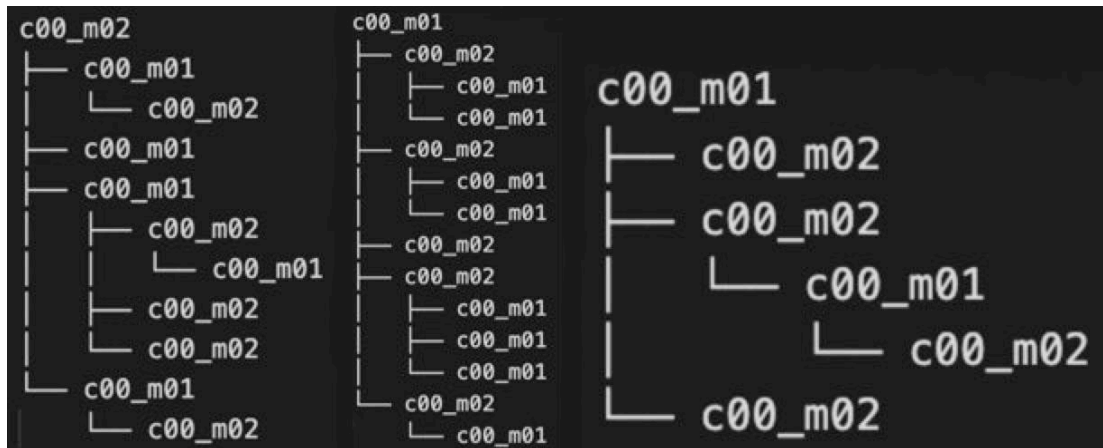 c00_m02
├── c00_m01
│   └── c00_m02
├── c00_m01
├── c00_m01
│   ├── c00_m02
│   │   └── c00_m01
│   ├── c00_m02
│   └── c00_m02
└── c00_m01
    └── c00_m02
c00_m01
├── c00_m02
│   ├── c00_m01
│   └── c00_m01
├── c00_m02
│   ├── c00_m01
│   └── c00_m01
├── c00_m02
├── c00_m02
│   ├── c00_m01
│   ├── c00_m01
│   └── c00_m01
└── c00_m02
    └── c00_m01
c00_m01
├── c00_m02
├── c00_m02
│   └── c00_m01
│       └── c00_m02
└── c00_m02